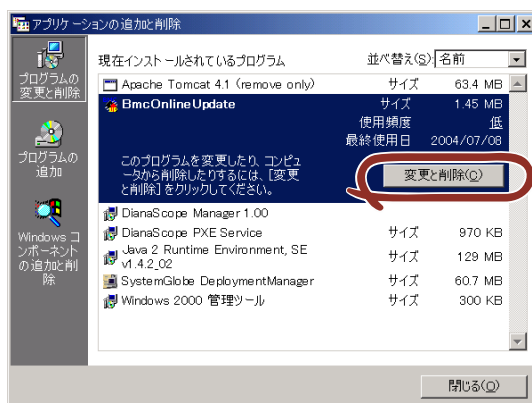 アプリケーションの追加と削除
プログラムの
変更と削除
プログラムの
追加
Windows コ
ンポーネント
の追加と削
除
現在インストールされているプログラム
並べ替え(S): 名前
Apache Tomcat 4.1 (remove only) サイズ 63.4 MB
BmcOnlineUpdate サイズ 1.45 MB
使用頻度 低
最終使用日 2004/07/08
このプログラムを変更したり、コンピュ
ータから削除したりするには、[変更
と削除] をクリックしてください。
変更と削除(C)
DianaScope Manager 1.00
DianaScope PXE Service サイズ 970 KB
Java 2 Runtime Environment, SE
v1.4.2_02 サイズ 129 MB
SystemGlobe DeploymentManager サイズ 60.7 MB
Windows 2000 管理ツール サイズ 300 KB
閉じる(O)